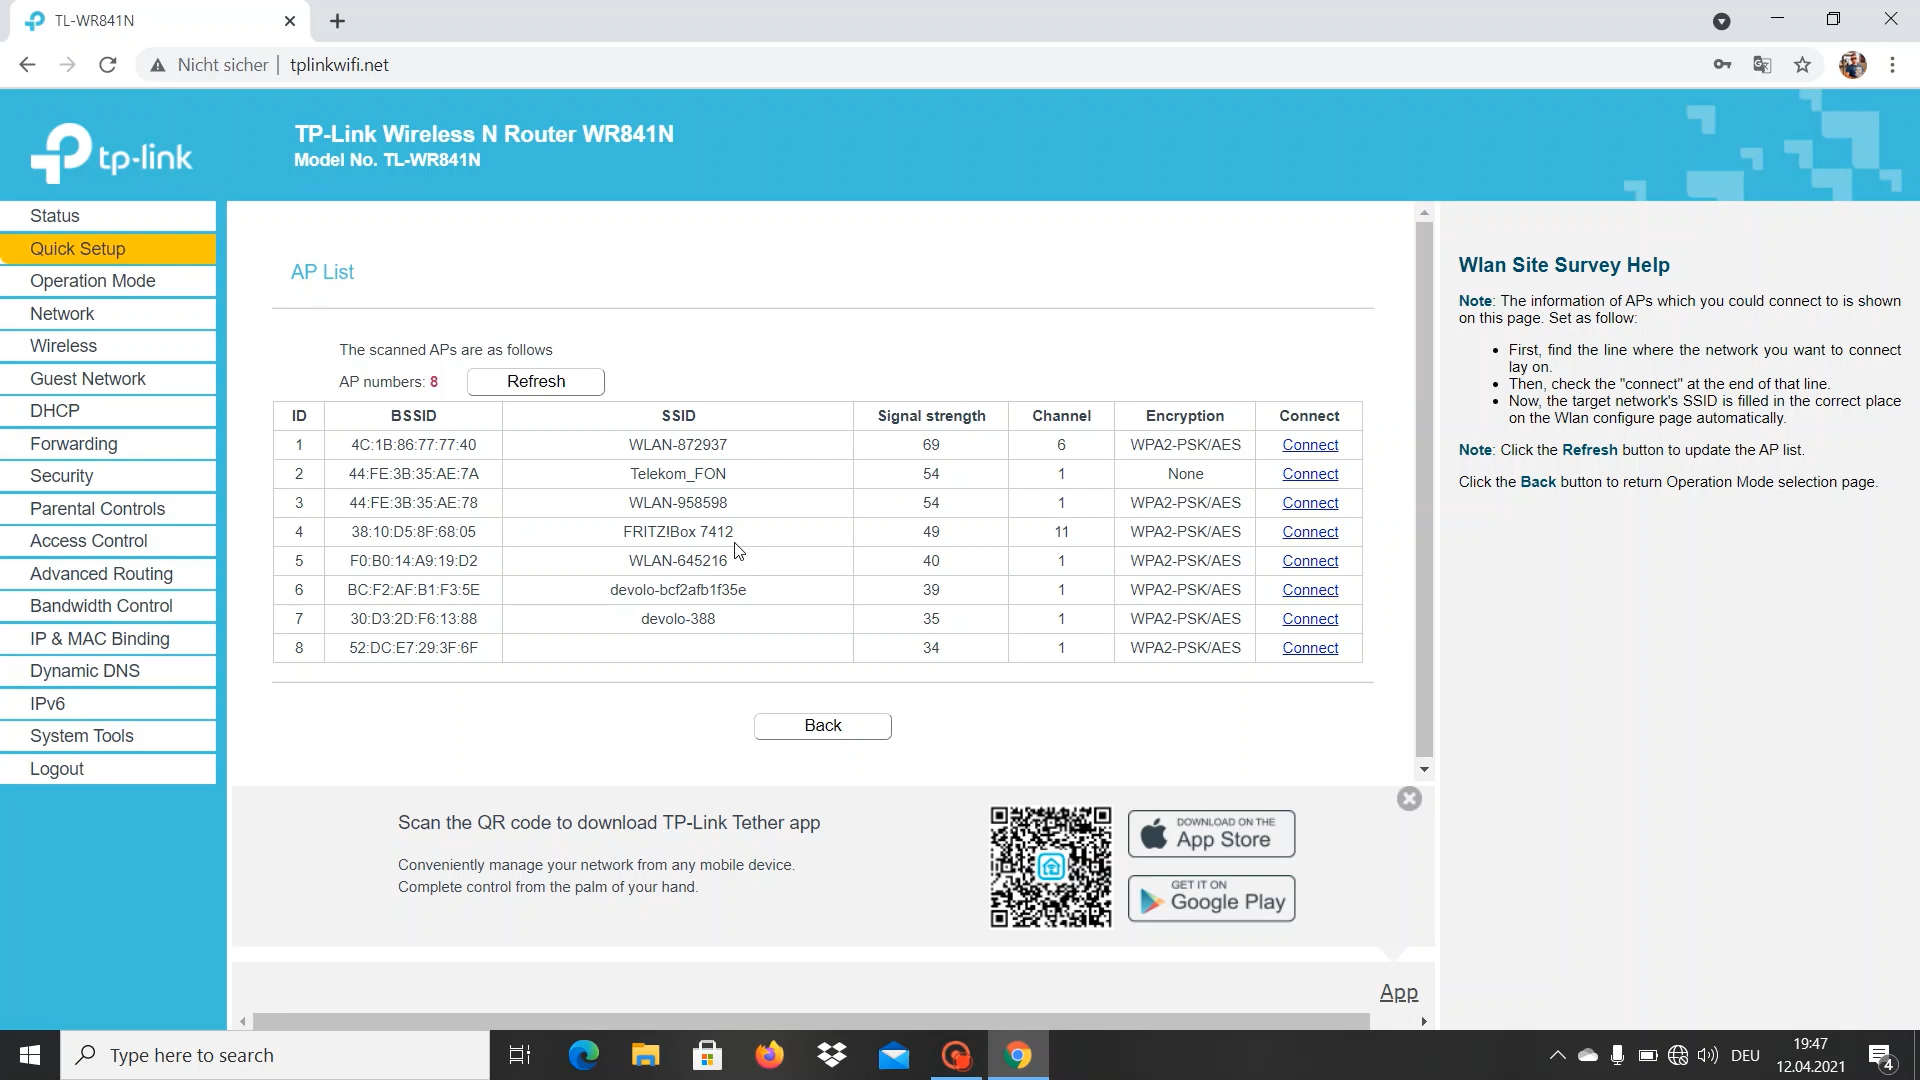 TL-WR841N
Nicht sicher | tplinkwifi.net
tp-link
TP-Link Wireless N Router WR841N
Model No. TL-WR841N
Status
Quick Setup
Operation Mode
Network
Wireless
Guest Network
DHCP
Forwarding
Security
Parental Controls
Access Control
Advanced Routing
Bandwidth Control
IP & MAC Binding
Dynamic DNS
IPv6
System Tools
Logout
AP List
The scanned APs are as follows
AP numbers: 8 Refresh
ID BSSID SSID Signal strength Channel Encryption Connect
1 4C:1B:86:77:77:40 WLAN-872937 69 6 WPA2-PSK/AES Connect
2 44:FE:3B:35:AE:7A Telekom_FON 54 1 None Connect
3 44:FE:3B:35:AE:78 WLAN-958598 54 1 WPA2-PSK/AES Connect
4 38:10:D5:8F:68:05 FRITZ!Box 7412 49 11 WPA2-PSK/AES Connect
5 F0:B0:14:A9:19:D2 WLAN-645216 40 1 WPA2-PSK/AES Connect
6 BC:F2:AF:B1:F3:5E devolo-bcf2afb1f35e 39 1 WPA2-PSK/AES Connect
7 30:D3:2D:F6:13:88 devolo-388 35 1 WPA2-PSK/AES Connect
8 52:DC:E7:29:3F:6F 34 1 WPA2-PSK/AES Connect
Back
Wlan Site Survey Help
Note: The information of APs which you could connect to is shown
on this page. Set as follow:
• First, find the line where the network you want to connect
lay on.
• Then, check the "connect" at the end of that line.
• Now, the target network's SSID is filled in the correct place
on the Wlan configure page automatically.
Note: Click the Refresh button to update the AP list.
Click the Back button to return Operation Mode selection page.
Scan the QR code to download TP-Link Tether app
Conveniently manage your network from any mobile device.
Complete control from the palm of your hand.
DOWNLOAD ON THE
App Store
GET IT ON
Google Play
App
Type here to search
DEU
19:47
12.04.2021
4